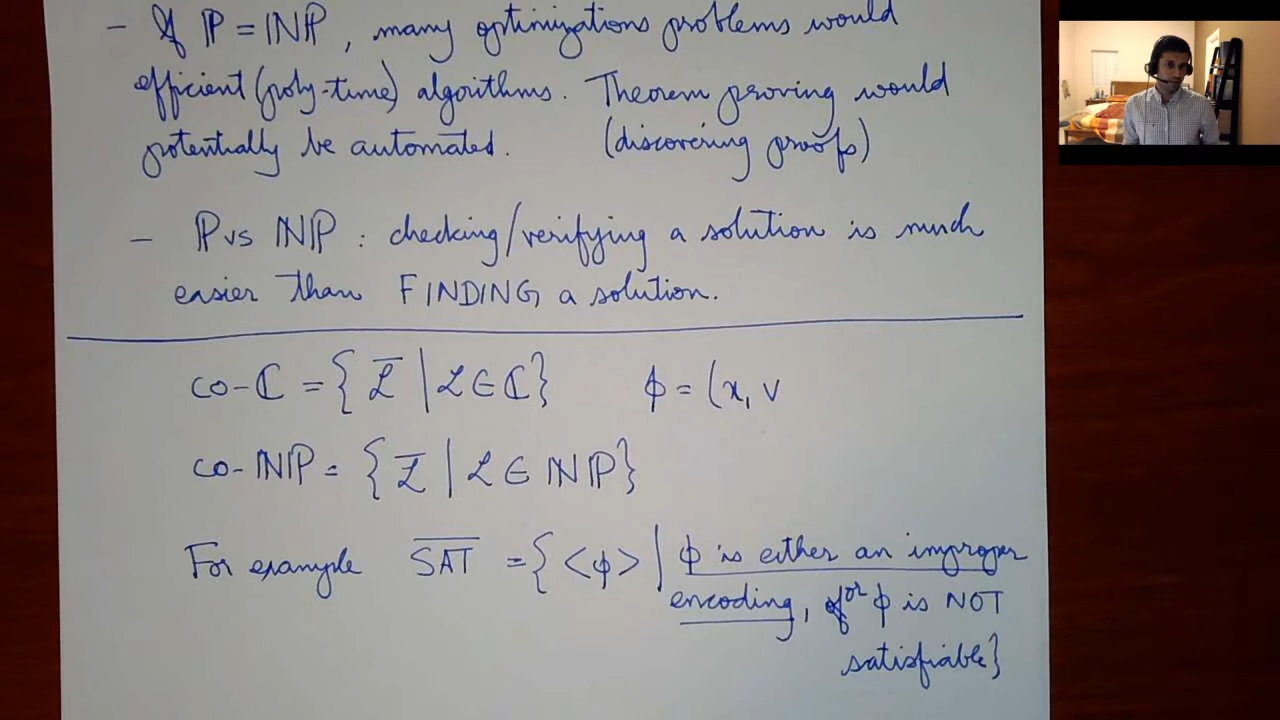 - If P = NP, many optimizations problems would
efficient (poly-time) algorithms. Theorem proving would
potentially be automated. (discovering proofs)
- P vs NP : checking/verifying a solution is much
easier than FINDING a solution.
co-ℂ = { L̅ | L ∈ ℂ } ϕ = (x, v
co-NP = { L̅ | L ∈ NP }
For example S̅A̅T̅ = { <ϕ> | ϕ is either an improper
encoding, or ϕ is NOT
satisfiable }